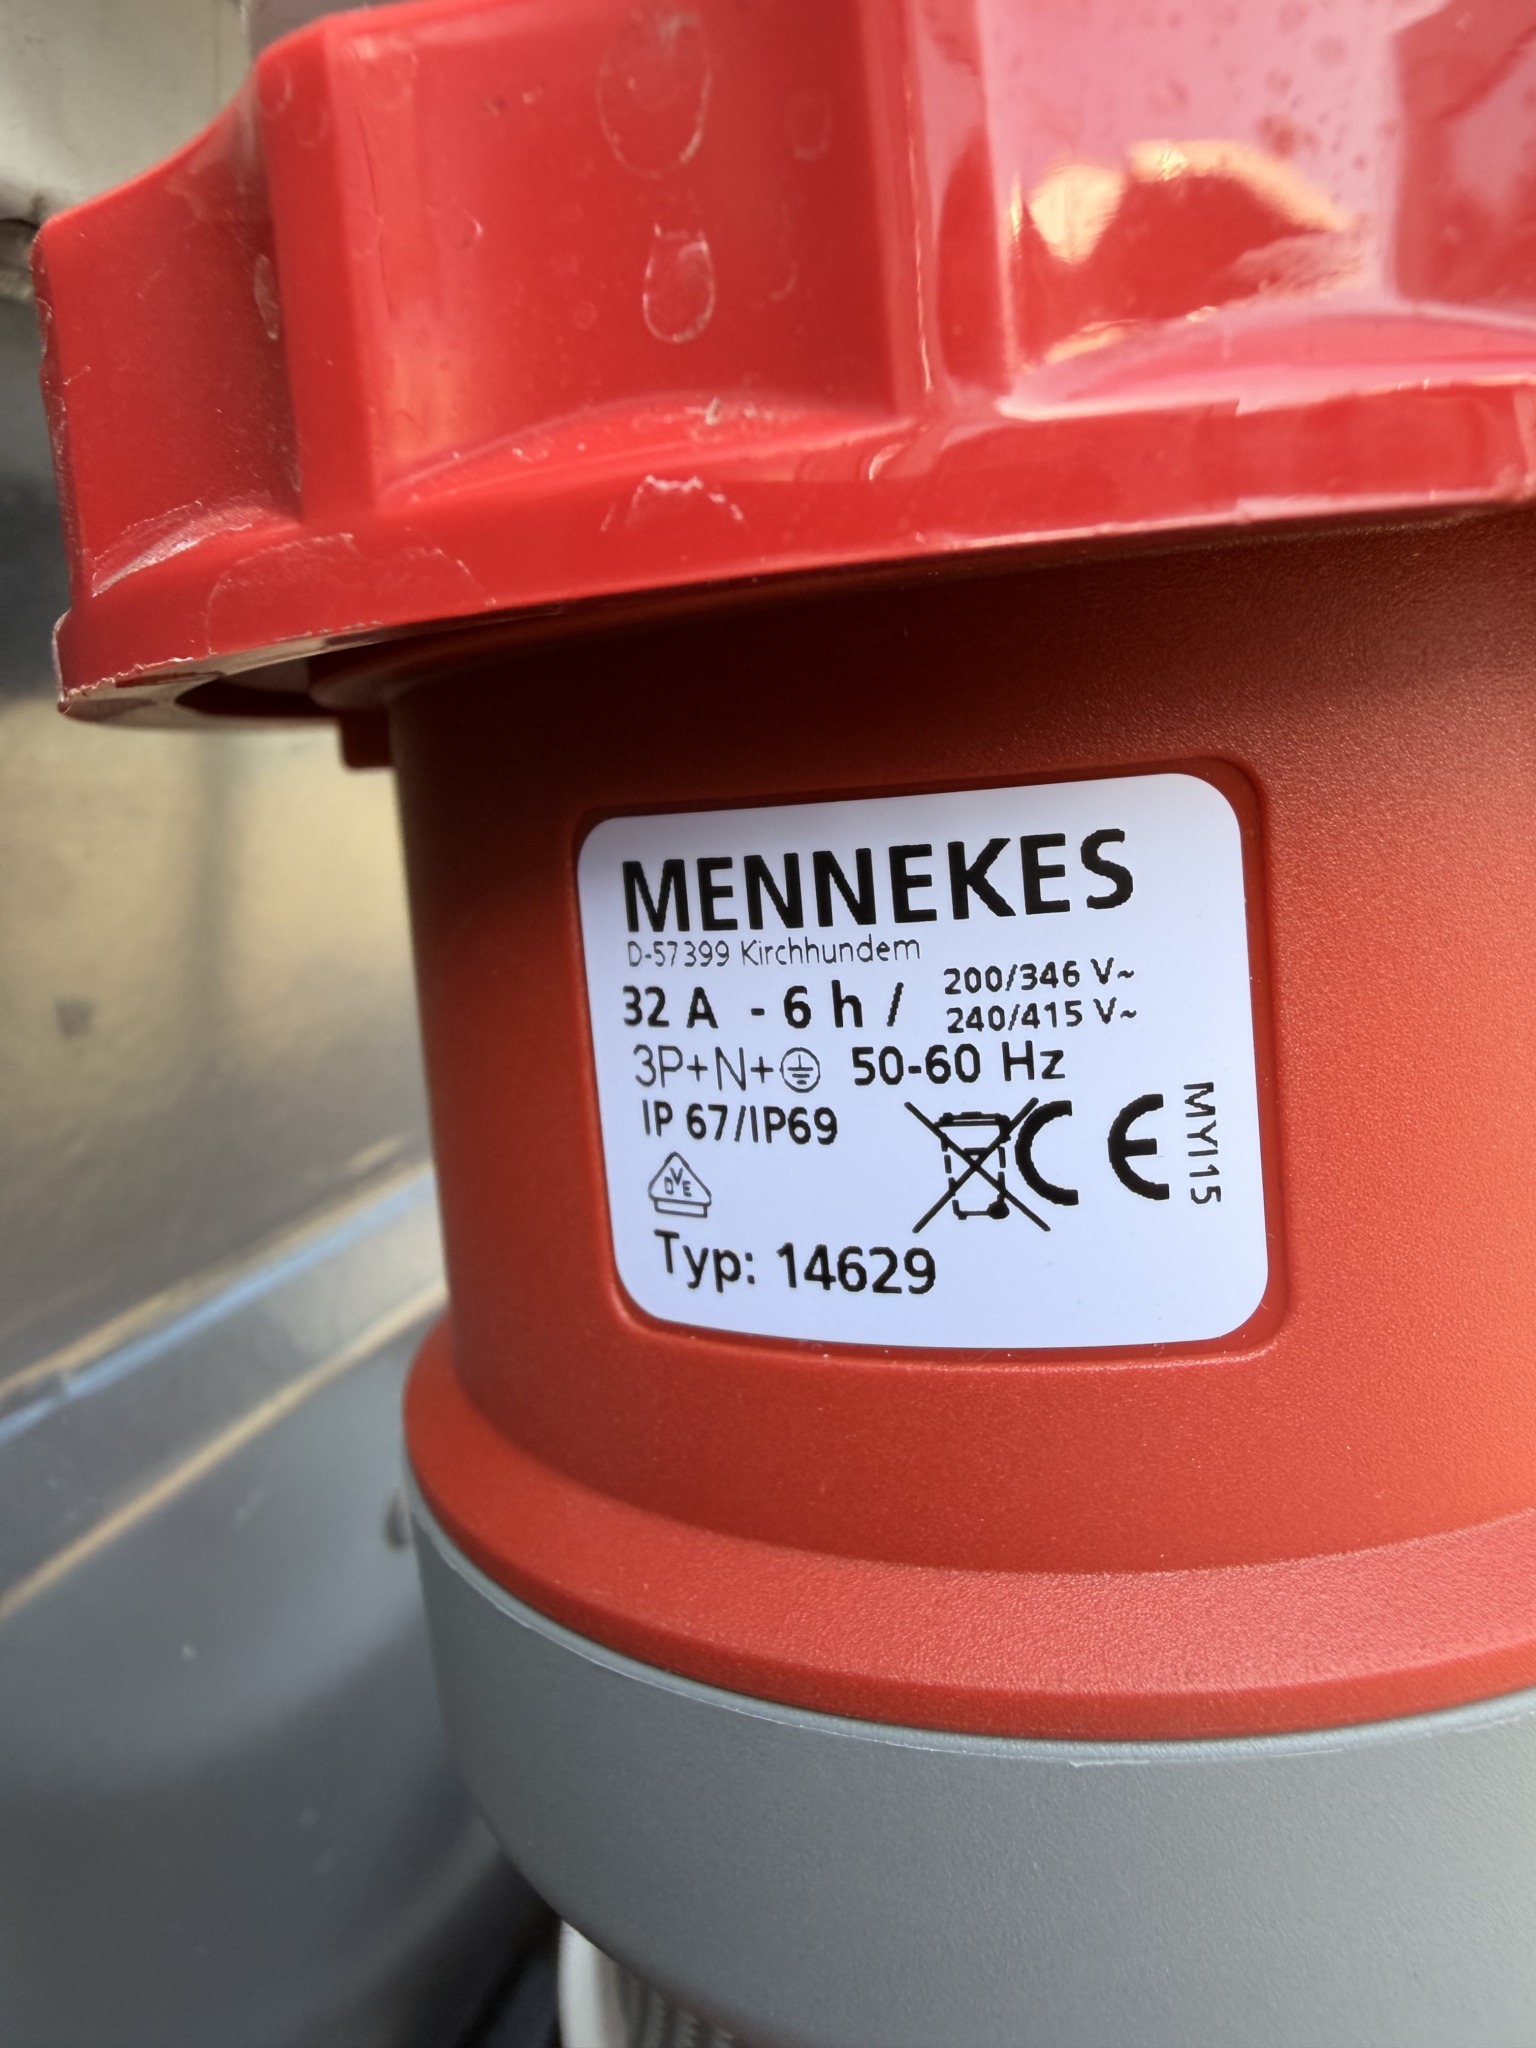 MENNEKES
D-57399 Kirchhundem
32 A - 6 h / 200/346 V~
240/415 V~
3P+N+⏚ 50-60 Hz
IP 67/IP69
DVE
CE
MYI15
Typ: 14629